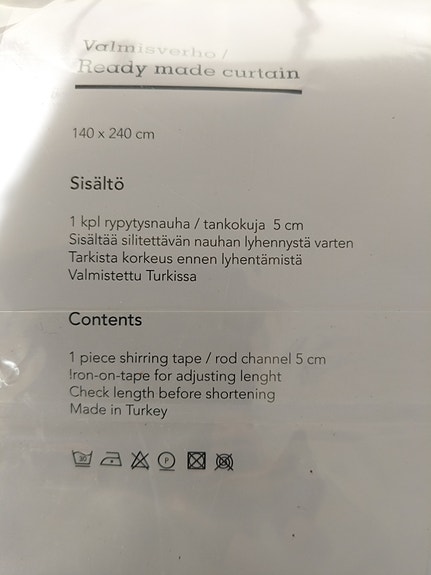 Valmisverho /
Ready made curtain
140 x 240 cm
Sisältö
1 kpl rypytysnauha / tankokuja 5 cm
Sisältää silitettävän nauhan lyhennystä varten
Tarkista korkeus ennen lyhentämistä
Valmistettu Turkissa
Contents
1 piece shirring tape / rod channel 5 cm
Iron-on-tape for adjusting lenght
Check length before shortening
Made in Turkey
30 P